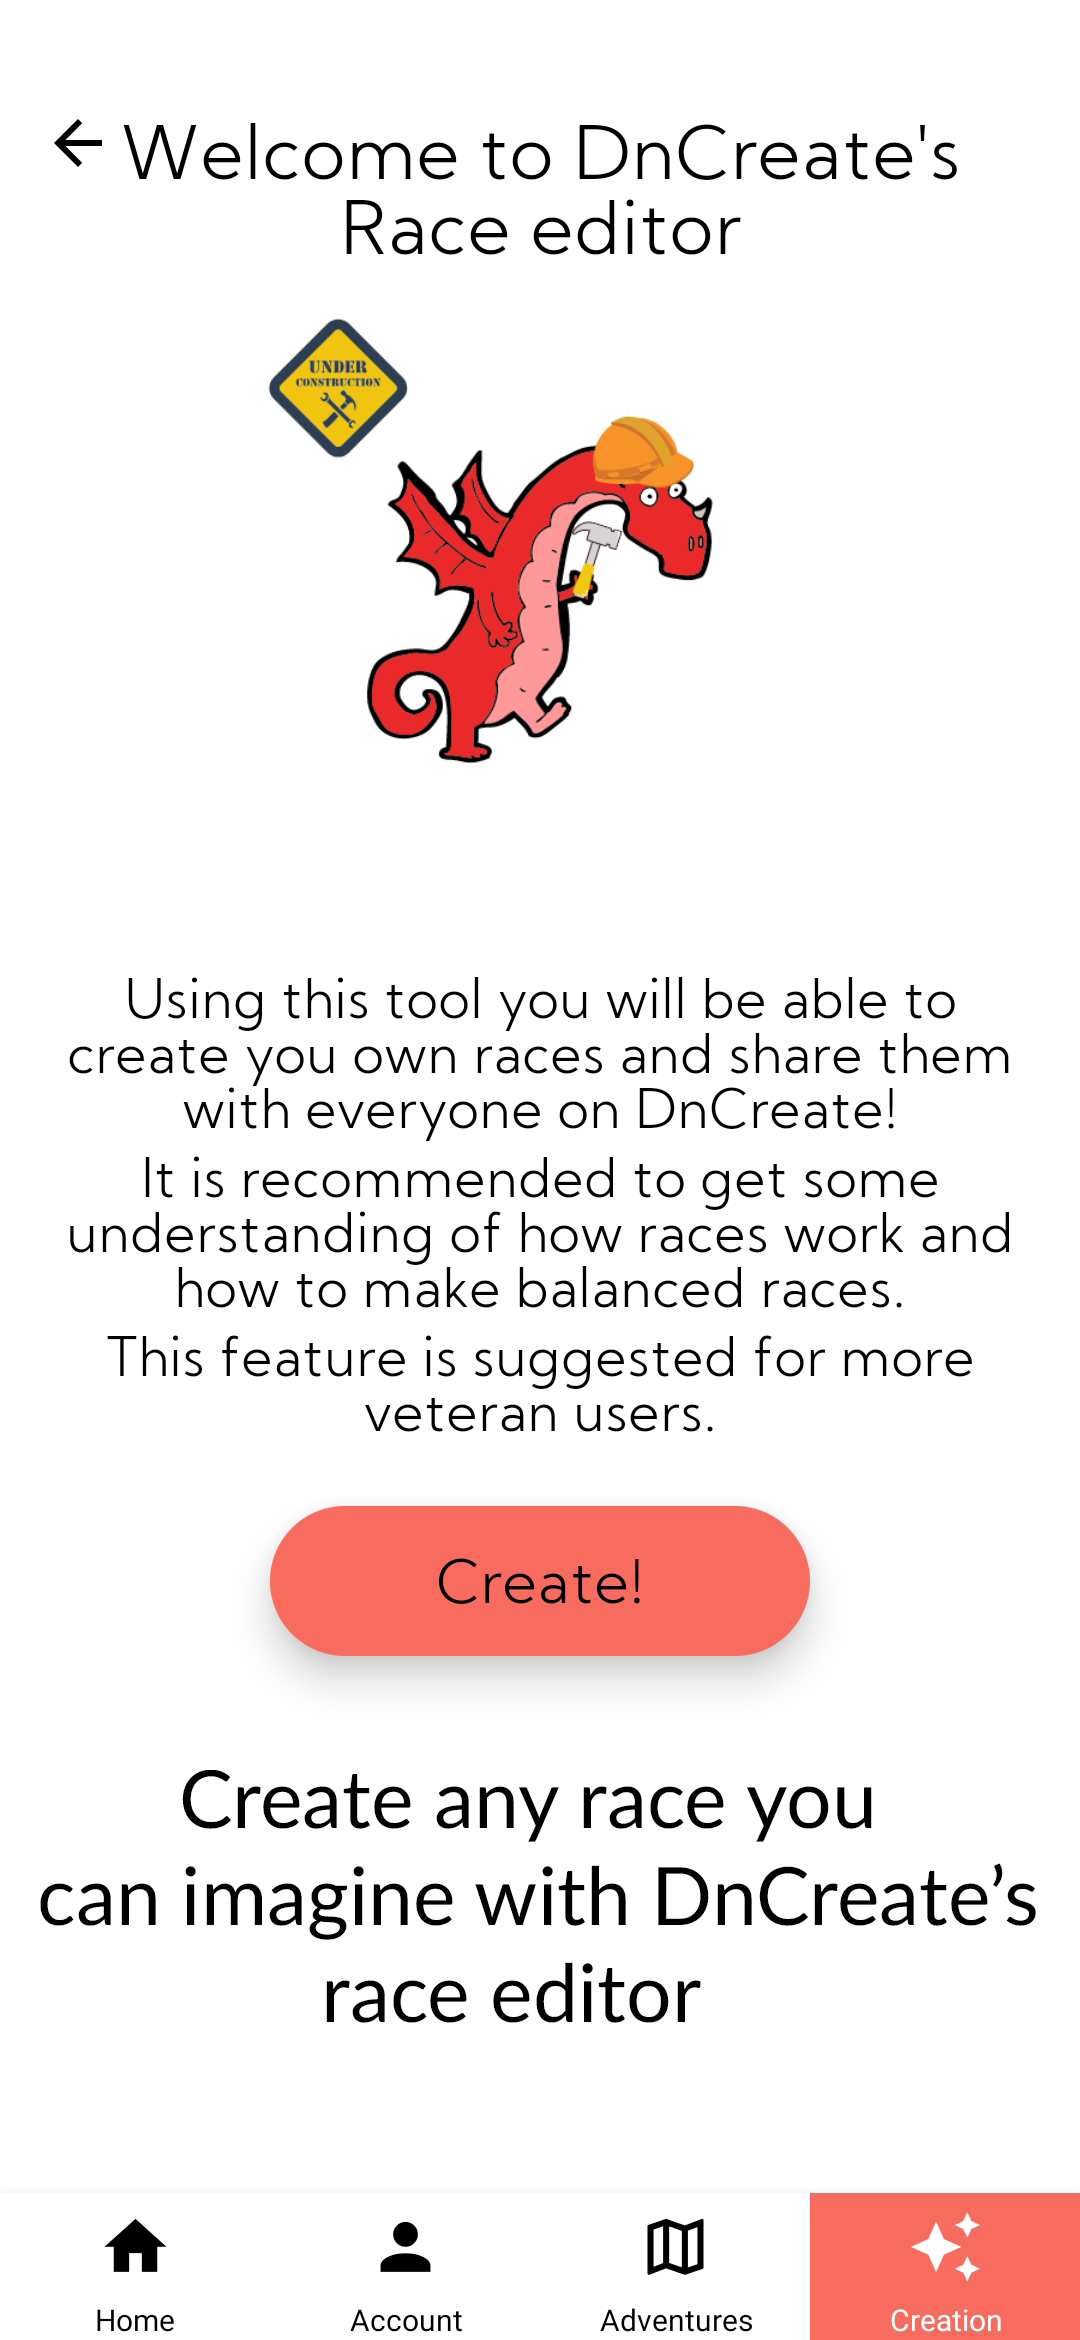 Welcome to DnCreate's
Race editor
UNDER
CONSTRUCTION
Using this tool you will be able to
create you own races and share them
with everyone on DnCreate!
It is recommended to get some
understanding of how races work and
how to make balanced races.
This feature is suggested for more
veteran users.
Create!
Create any race you
can imagine with DnCreate’s
race editor
Home
Account
Adventures
Creation